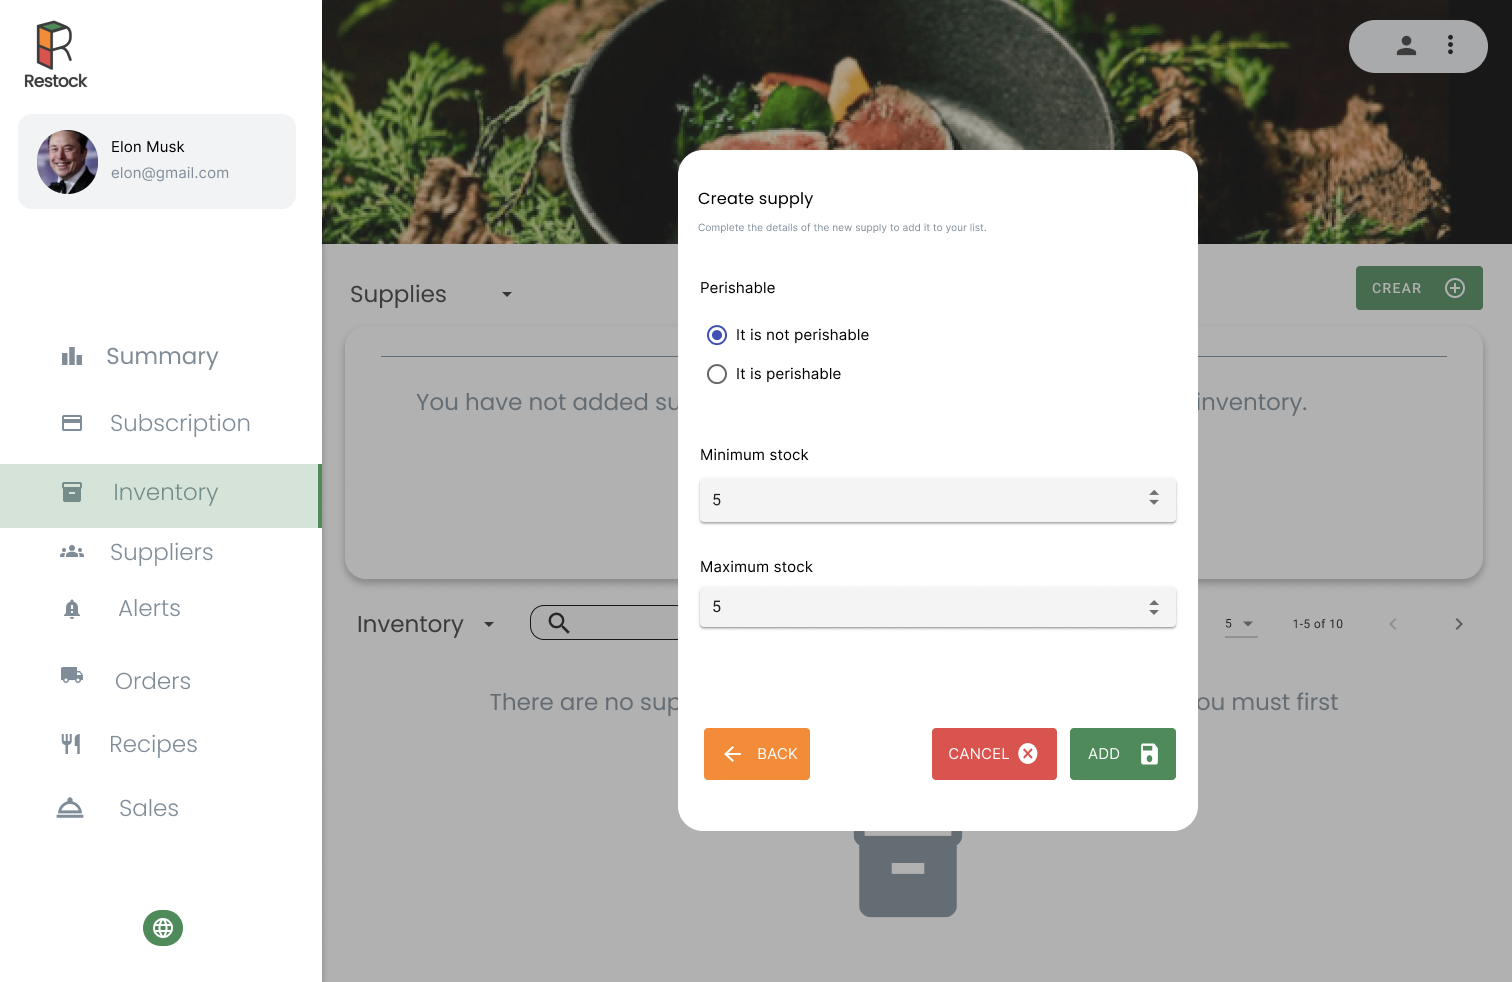 Restock
Elon Musk
elon@gmail.com
Summary
Subscription
Inventory
Suppliers
Alerts
Orders
Recipes
Sales
Supplies
CREAR
You have not added su
inventory.
Inventory
5
1-5 of 10
There are no sup
ou must first
Create supply
Complete the details of the new supply to add it to your list.
Perishable
It is not perishable
It is perishable
Minimum stock
5
Maximum stock
5
BACK
CANCEL
ADD